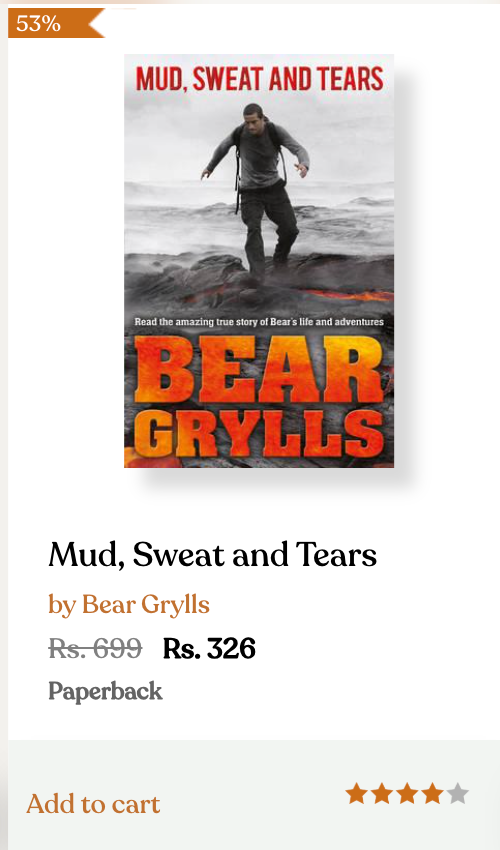 53%
MUD, SWEAT AND TEARS
Read the amazing true story of Bear's life and adventures
BEAR
GRYLLS
Mud, Sweat and Tears
by Bear Grylls
Rs. 699 Rs. 326
Paperback
Add to cart